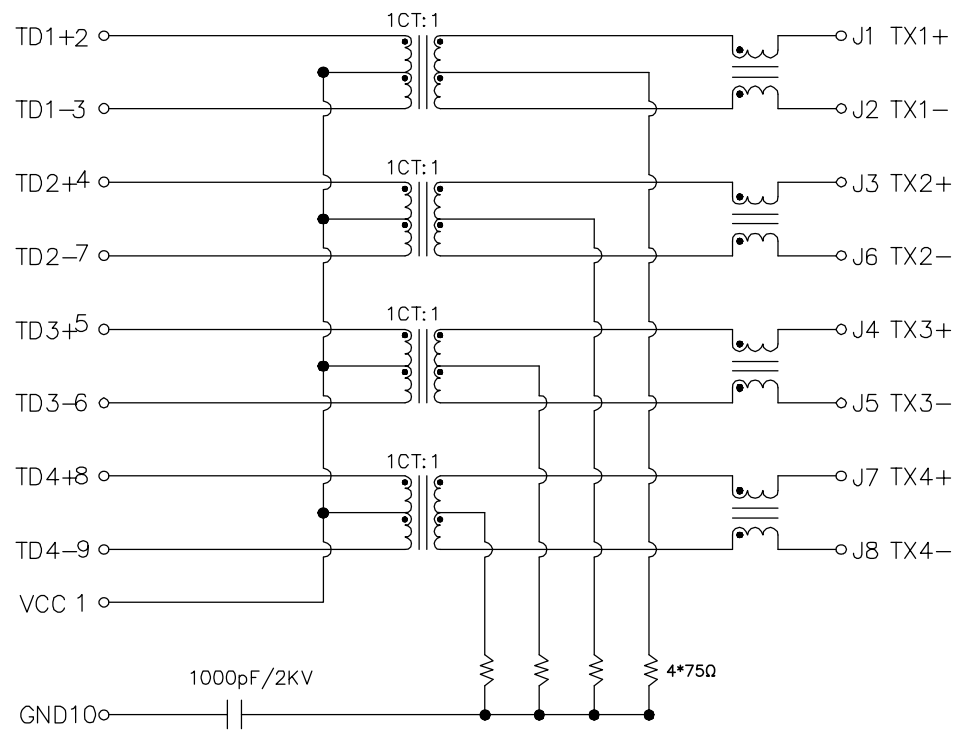 1CT:1
TD1+2 J1 TX1+
TD1-3 J2 TX1-
1CT:1
TD2+4 J3 TX2+
TD2-7 J6 TX2-
1CT:1
TD3+5 J4 TX3+
TD3-6 J5 TX3-
1CT:1
TD4+8 J7 TX4+
TD4-9 J8 TX4-
VCC 1
4*75Ω
1000pF/2KV
GND10